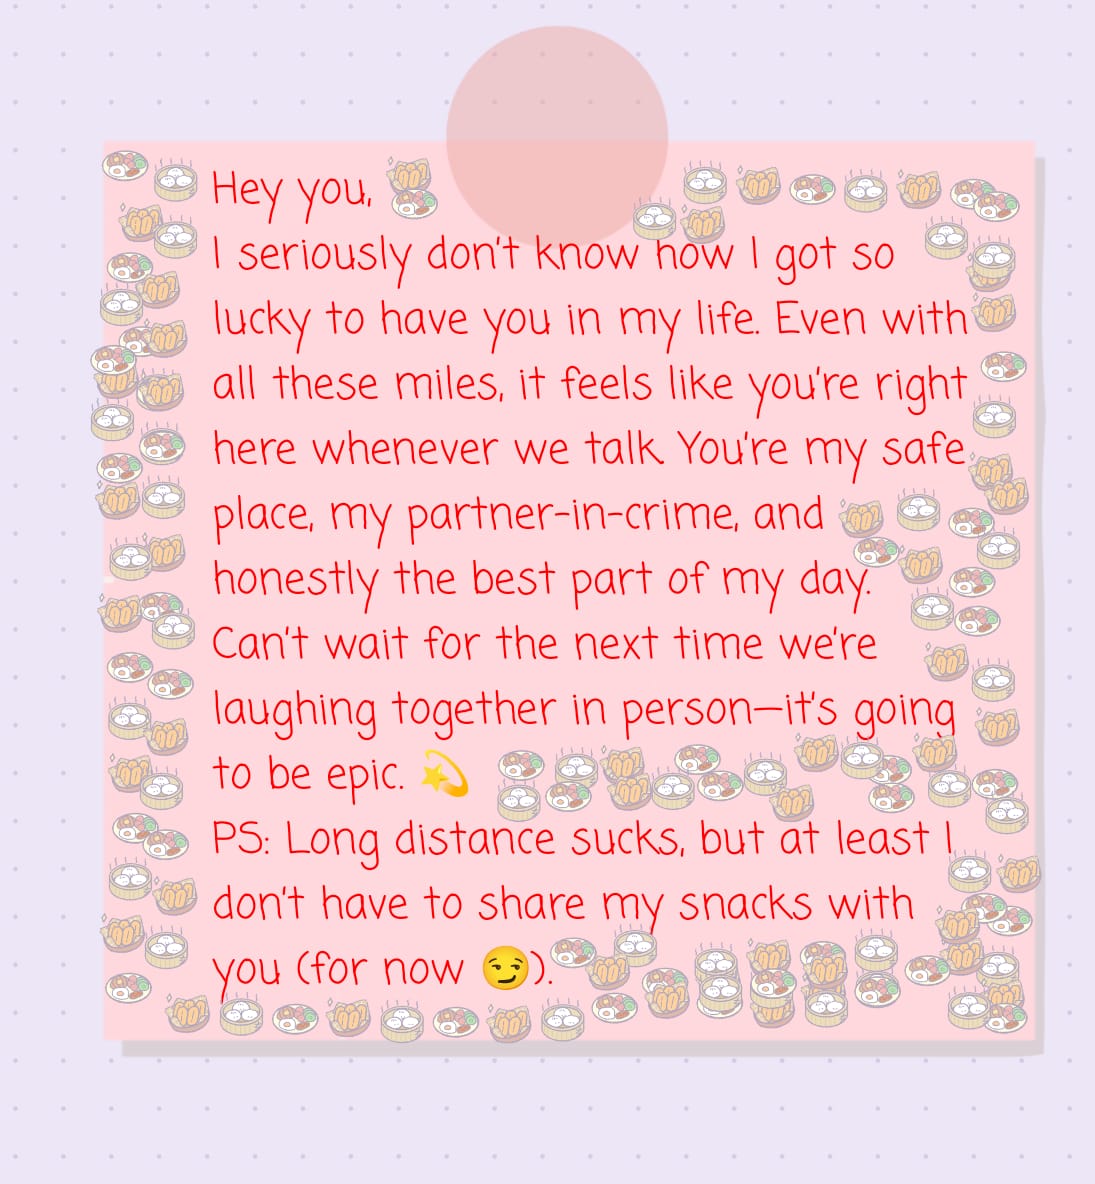 Hey you,
I seriously don't know how I got so
lucky to have you in my life. Even with
all these miles, it feels like you're right
here whenever we talk. You're my safe
place, my partner-in-crime, and
honestly the best part of my day.
Can't wait for the next time we're
laughing together in person—it's going
to be epic. 💫
PS: Long distance sucks, but at least I
don't have to share my snacks with
you (for now 😏).